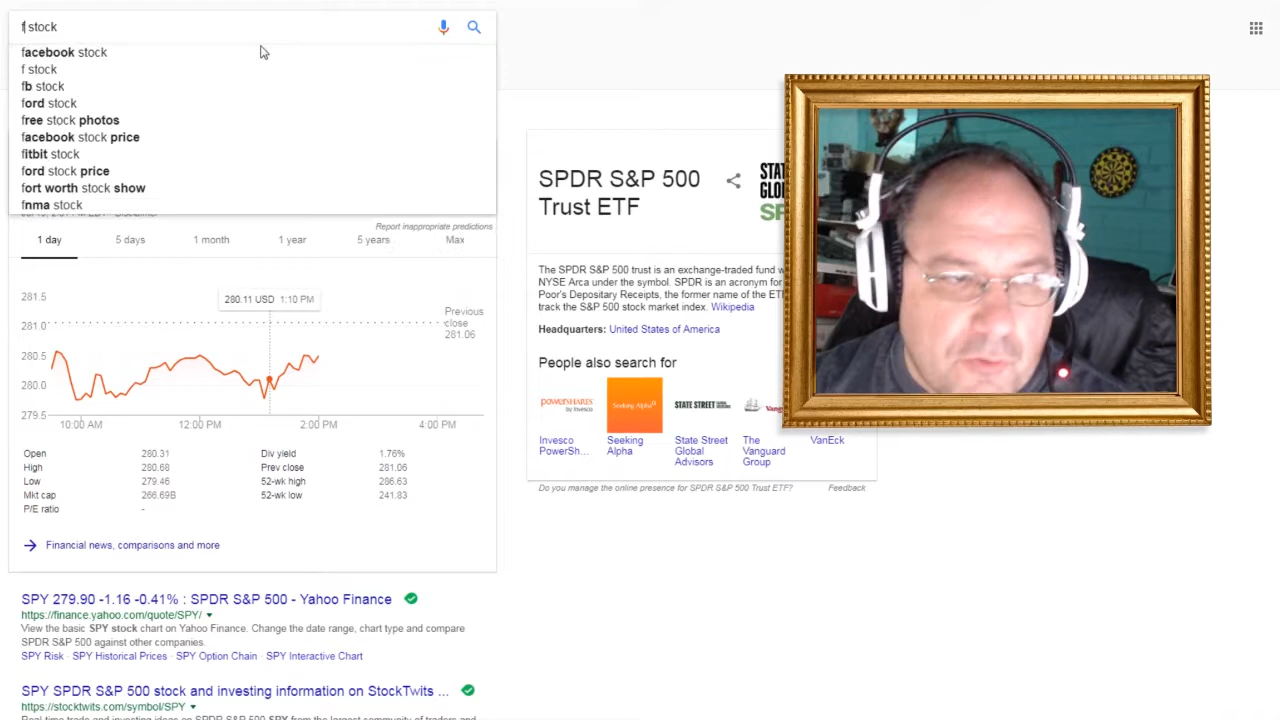 f stock
facebook stock
f stock
fb stock
ford stock
free stock photos
facebook stock price
fitbit stock
ford stock price
fort worth stock show
fnma stock
Report inappropriate predictions
1 day
5 days
1 month
1 year
5 years
Max
280.11 USD 1:10 PM
281.5
281.0
280.5
280.0
279.5
Previous
close
281.06
10:00 AM
12:00 PM
2:00 PM
4:00 PM
Open 280.31 Div yield 1.76%
High 280.68 Prev close 281.06
Low 279.46 52-wk high 286.63
Mkt cap 266.69B 52-wk low 241.83
P/E ratio -
Financial news, comparisons and more
SPY 279.90 -1.16 -0.41% : SPDR S&P 500 - Yahoo Finance
https://finance.yahoo.com/quote/SPY/
View the basic SPY stock chart on Yahoo Finance. Change the date range, chart type and compare
SPDR S&P 500 against other companies.
SPY Risk · SPY Historical Prices · SPY Option Chain · SPY Interactive Chart
SPY SPDR S&P 500 stock and investing information on StockTwits ...
https://stocktwits.com/symbol/SPY
SPDR S&P 500
Trust ETF
STAT
GLO
SP
The SPDR S&P 500 trust is an exchange-traded fund w
NYSE Arca under the symbol. SPDR is an acronym for
Poor's Depositary Receipts, the former name of the ET
track the S&P 500 stock market index. Wikipedia
Headquarters: United States of America
People also search for
powerSHARES
by Invesco
Seeking Alpha
STATE STREET
Vang
Invesco
PowerSh...
Seeking
Alpha
State Street
Global
Advisors
The
Vanguard
Group
VanEck
Do you manage the online presence for SPDR S&P 500 Trust ETF?
Feedback